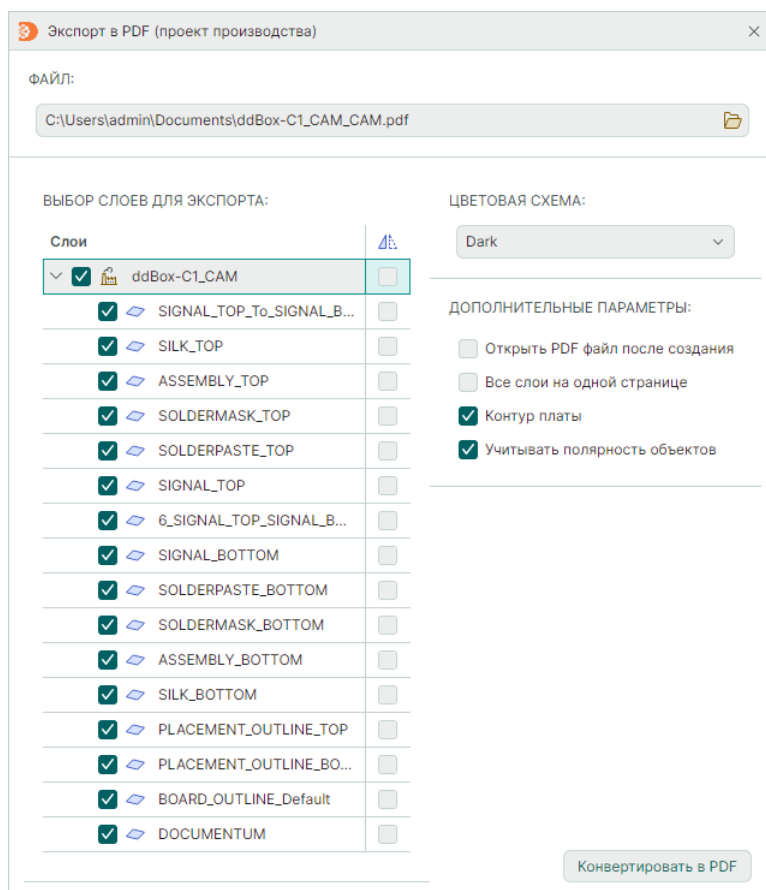 Экспорт в PDF (проект производства)
ФАЙЛ:
C:\Users\admin\Documents\ddBox-C1_CAM_CAM.pdf
ВЫБОР СЛОЕВ ДЛЯ ЭКСПОРТА:
Слои
ddBox-C1_CAM
SIGNAL_TOP_To_SIGNAL_B...
SILK_TOP
ASSEMBLY_TOP
SOLDERMASK_TOP
SOLDERPASTE_TOP
SIGNAL_TOP
6_SIGNAL_TOP_SIGNAL_B...
SIGNAL_BOTTOM
SOLDERPASTE_BOTTOM
SOLDERMASK_BOTTOM
ASSEMBLY_BOTTOM
SILK_BOTTOM
PLACEMENT_OUTLINE_TOP
PLACEMENT_OUTLINE_BO...
BOARD_OUTLINE_Default
DOCUMENTUM
ЦВЕТОВАЯ СХЕМА:
Dark
ДОПОЛНИТЕЛЬНЫЕ ПАРАМЕТРЫ:
Открыть PDF файл после создания
Все слои на одной странице
Контур платы
Учитывать полярность объектов
Конвертировать в PDF